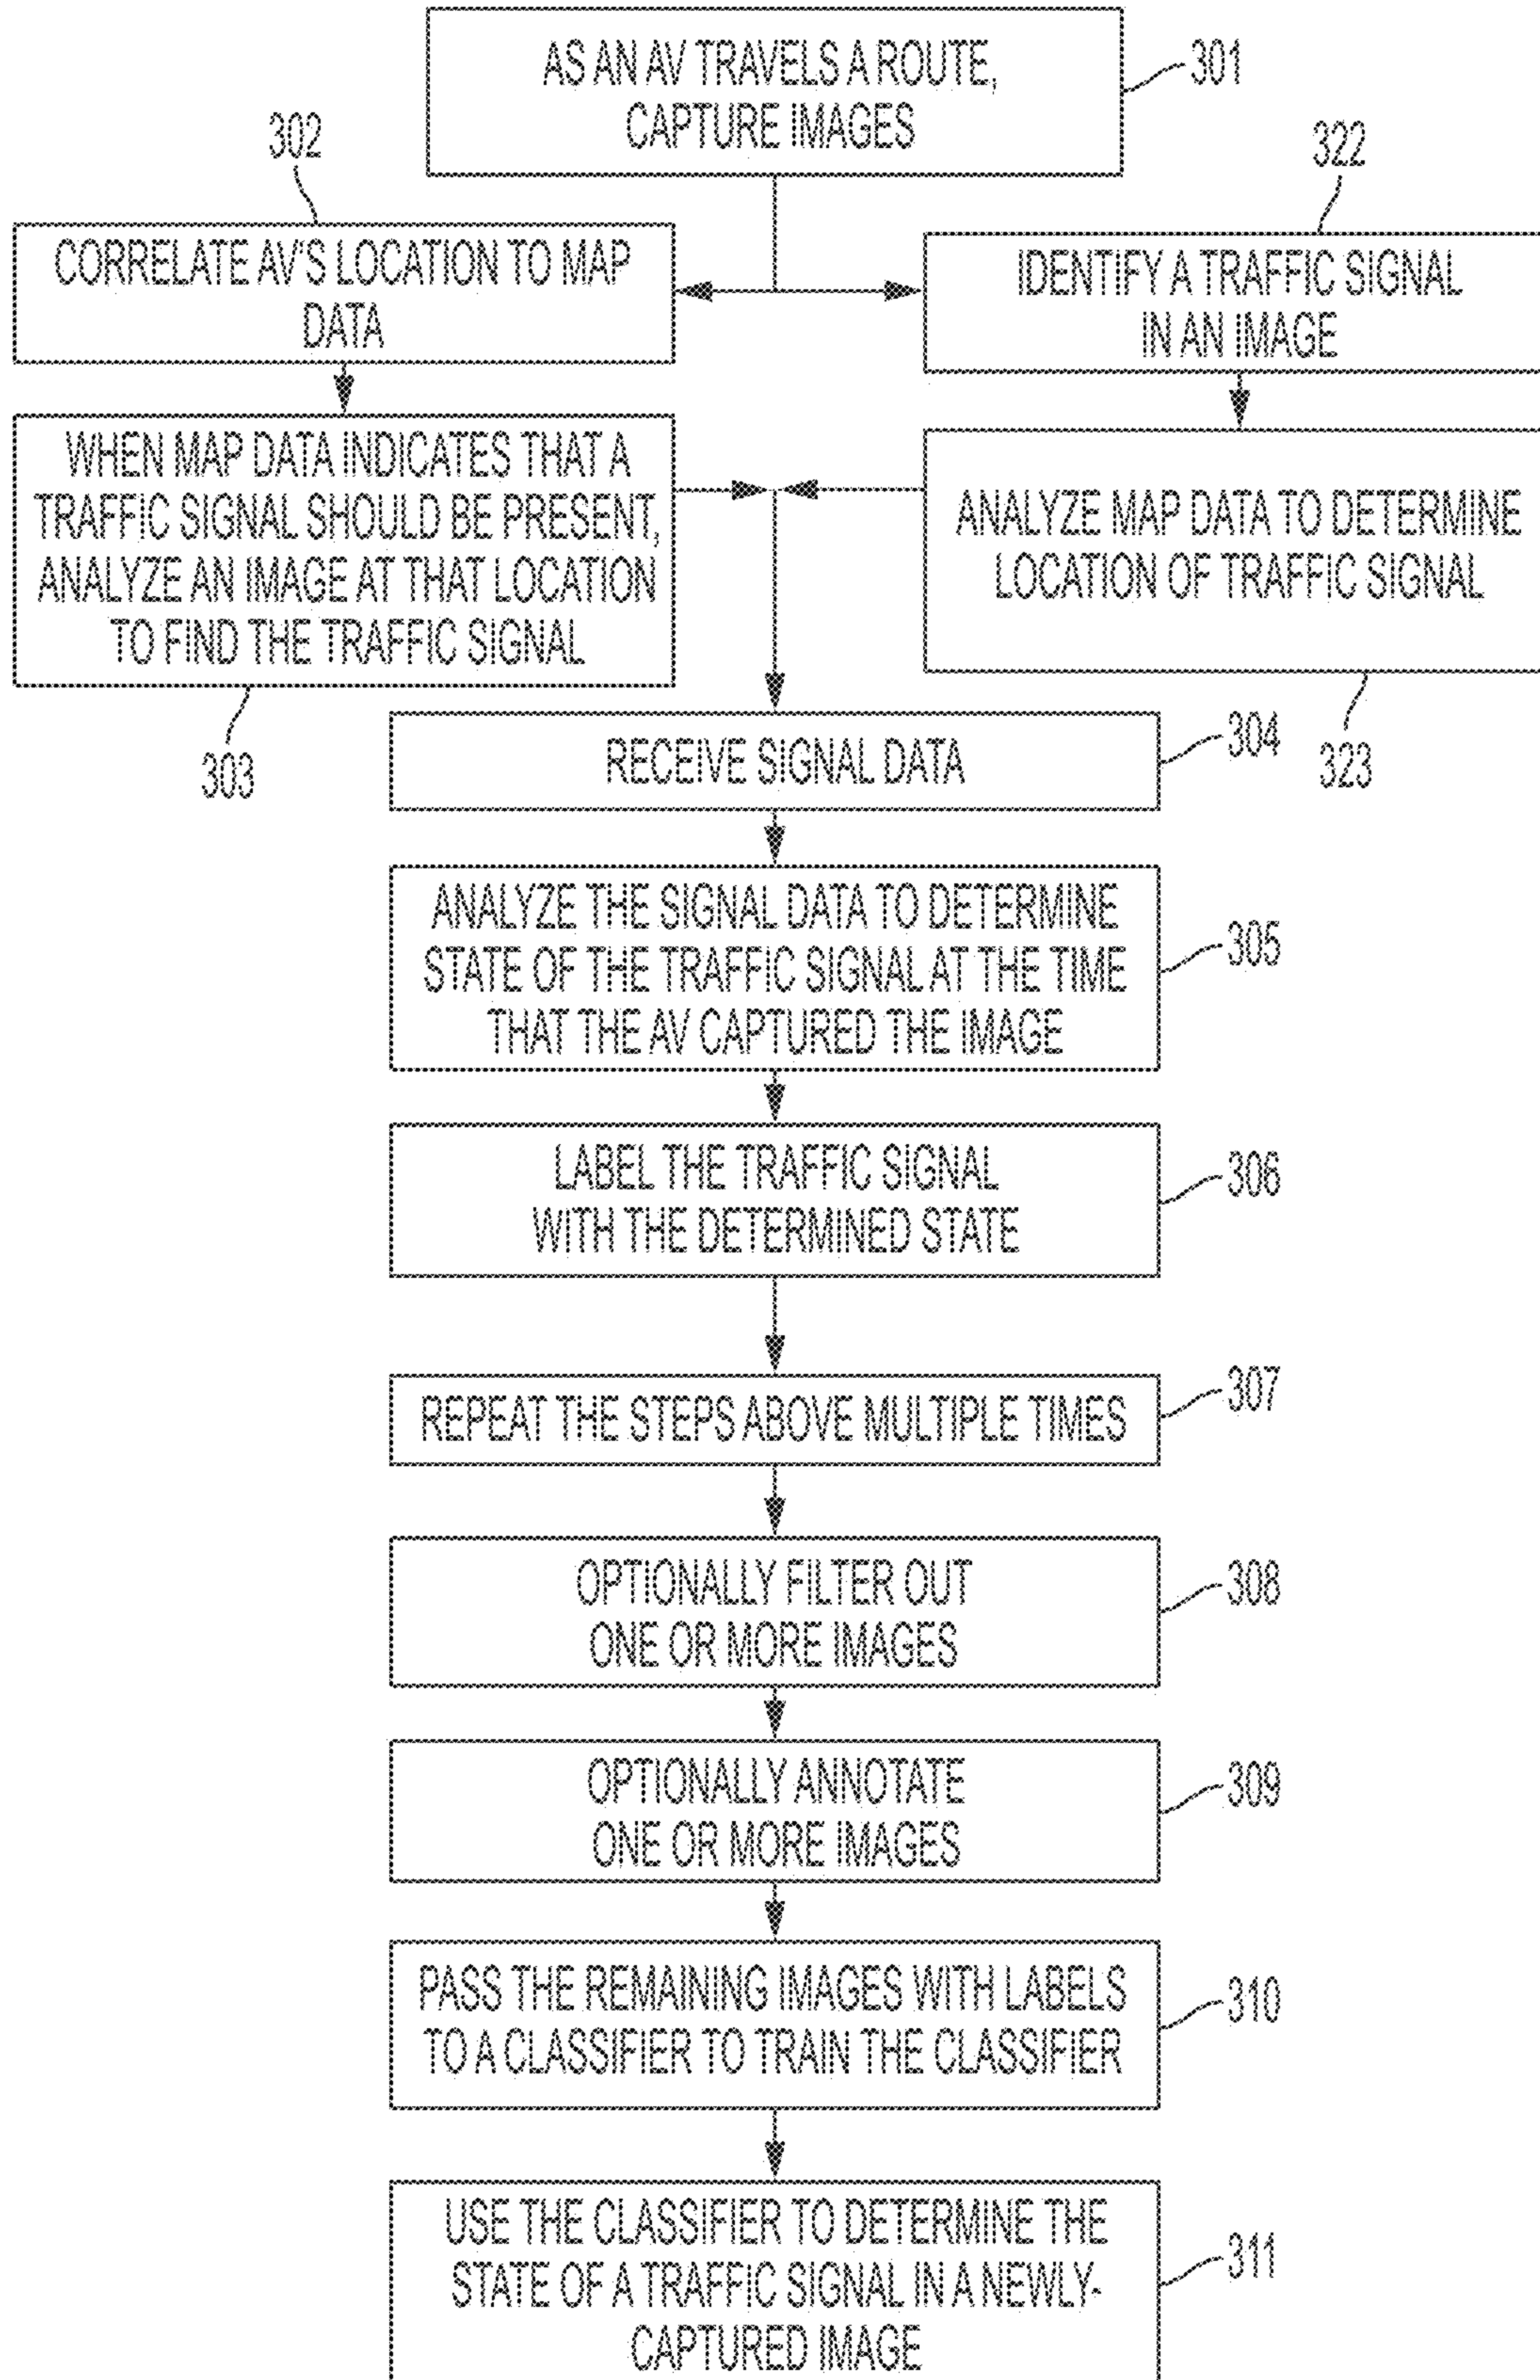 AS AN AV TRAVELS A ROUTE,
CAPTURE IMAGES
301
302
322
CORRELATE AV'S LOCATION TO MAP
DATA
IDENTIFY A TRAFFIC SIGNAL
IN AN IMAGE
WHEN MAP DATA INDICATES THAT A
TRAFFIC SIGNAL SHOULD BE PRESENT,
ANALYZE AN IMAGE AT THAT LOCATION
TO FIND THE TRAFFIC SIGNAL
303
ANALYZE MAP DATA TO DETERMINE
LOCATION OF TRAFFIC SIGNAL
323
RECEIVE SIGNAL DATA
304
ANALYZE THE SIGNAL DATA TO DETERMINE
STATE OF THE TRAFFIC SIGNAL AT THE TIME
THAT THE AV CAPTURED THE IMAGE
305
LABEL THE TRAFFIC SIGNAL
WITH THE DETERMINED STATE
306
REPEAT THE STEPS ABOVE MULTIPLE TIMES
307
OPTIONALLY FILTER OUT
ONE OR MORE IMAGES
308
OPTIONALLY ANNOTATE
ONE OR MORE IMAGES
309
PASS THE REMAINING IMAGES WITH LABELS
TO A CLASSIFIER TO TRAIN THE CLASSIFIER
310
USE THE CLASSIFIER TO DETERMINE THE
STATE OF A TRAFFIC SIGNAL IN A NEWLY-
CAPTURED IMAGE
311